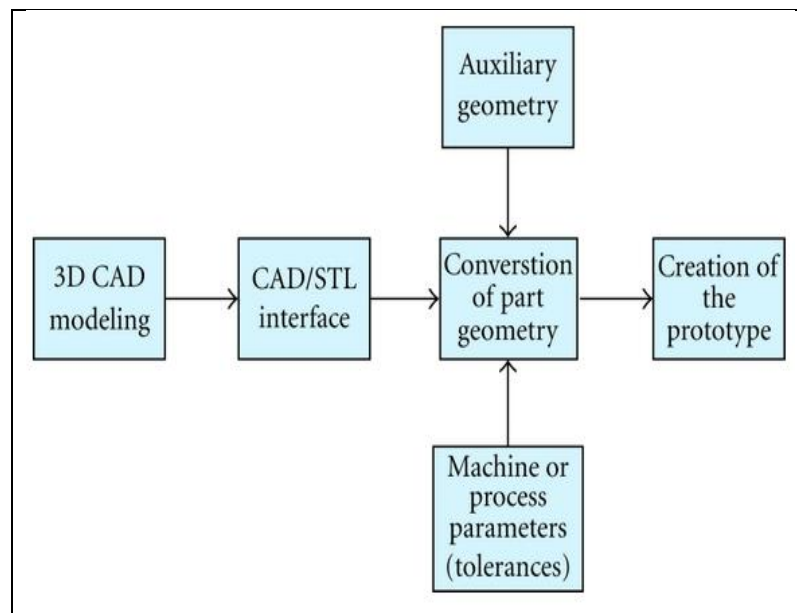 Auxiliary
geometry
3D CAD
modeling
CAD/STL
interface
Converstion
of part
geometry
Creation of
the
prototype
Machine or
process
parameters
(tolerances)